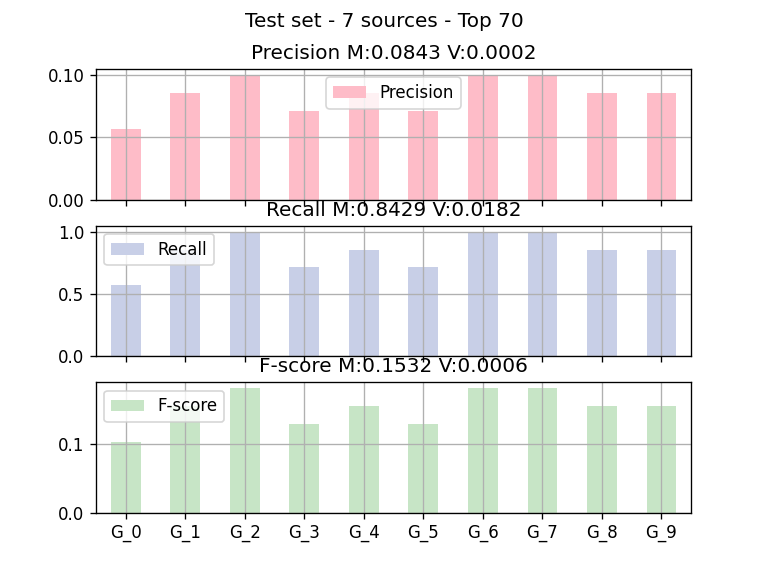 Test set - 7 sources - Top 70
Precision M:0.0843 V:0.0002
0.10
0.05
0.00
Precision
Recall M:0.8429 V:0.0182
1.0
0.5
0.0
Recall
F-score M:0.1532 V:0.0006
0.1
0.0
F-score
G_0 G_1 G_2 G_3 G_4 G_5 G_6 G_7 G_8 G_9